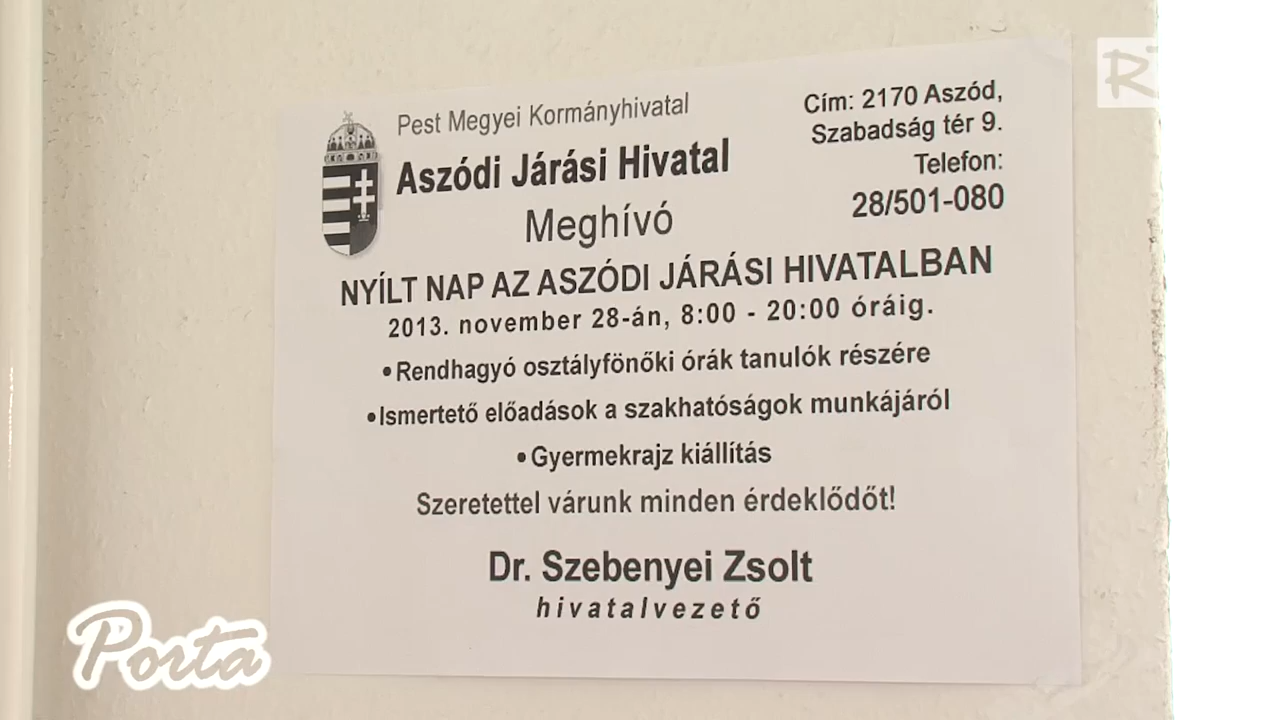 Pest Megyei Kormányhivatal
Aszódi Járási Hivatal
Meghívó
Cím: 2170 Aszód,
Szabadság tér 9.
Telefon:
28/501-080
NYÍLT NAP AZ ASZÓDI JÁRÁSI HIVATALBAN
2013. november 28-án, 8:00 - 20:00 óráig.
•Rendhagyó osztályfönöki órák tanulók részére
•Ismertető előadások a szakhatóságok munkájáról
•Gyermekrajz kiállítás
Szeretettel várunk minden érdeklődőt!
Dr. Szebenyei Zsolt
hivatalvezető
Porta